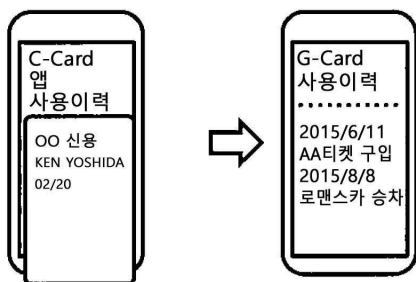 C-Card
앱
사용이력
OO 신용
KEN YOSHIDA
02/20
G-Card
사용이력
2015/6/11
AA티켓 구입
2015/8/8
로맨스카 승차